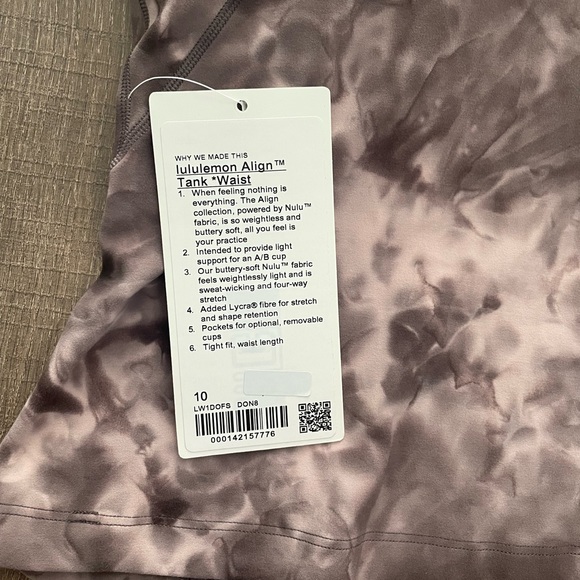 WHY WE MADE THIS
lululemon Align™
Tank *Waist
1. When feeling nothing is
everything. The Align
collection, powered by Nulu™
fabric, is so weightless and
buttery soft, all you feel is
your practice
2. Intended to provide light
support for an A/B cup
3. Our buttery-soft Nulu™ fabric
feels weightlessly light and is
sweat-wicking and four-way
stretch
4. Added Lycra® fibre for stretch
and shape retention
5. Pockets for optional, removable
cups
6. Tight fit, waist length
10
LW1DOFS DON8
000142157776